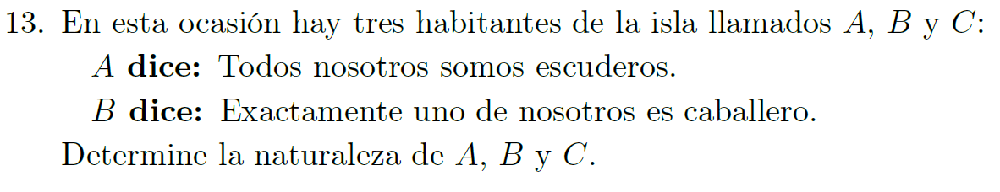 13. En esta ocasión hay tres habitantes de la isla llamados A, B y C:
A dice: Todos nosotros somos escuderos.
B dice: Exactamente uno de nosotros es caballero.
Determine la naturaleza de A, B y C.